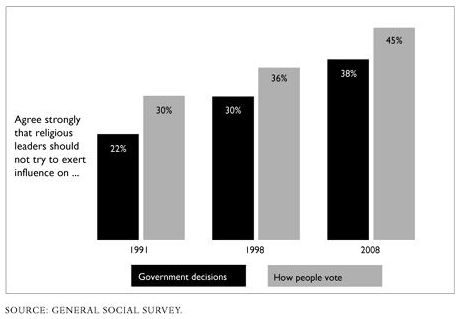 45%
38%
36%
30%
30%
22%
Agree strongly
that religious
leaders should
not try to exert
influence on ...
1991
1998
2008
Government decisions
How people vote
SOURCE: GENERAL SOCIAL SURVEY.